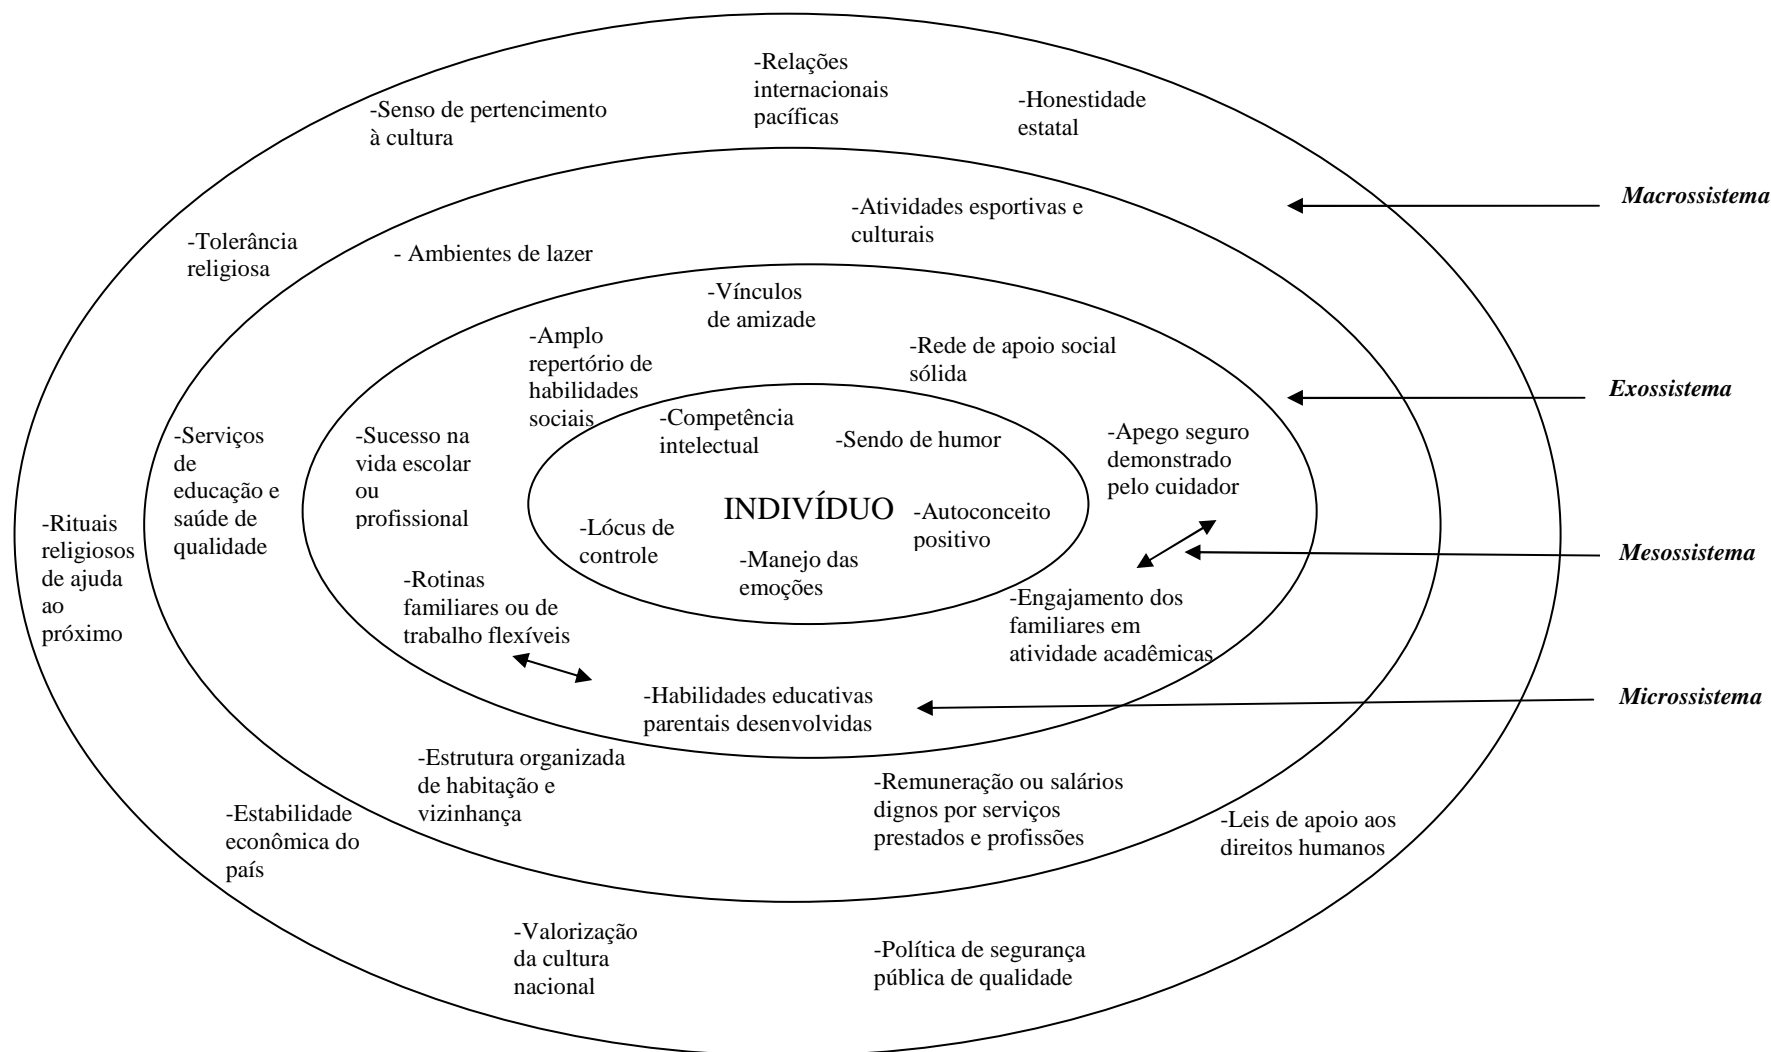 -Relações
internacionais
pacíficas
-Honestidade
estatal
-Senso de pertencimento
à cultura
Macrossistema
-Atividades esportivas e
culturais
-Tolerância
religiosa
- Ambientes de lazer
-Vínculos
de amizade
-Amplo
repertório de
habilidades
sociais
-Rede de apoio social
sólida
Exossistema
-Competência
intelectual
-Sendo de humor
-Serviços
de
educação e
saúde de
qualidade
-Sucesso na
vida escolar
ou
profissional
-Apego seguro
demonstrado
pelo cuidador
INDIVÍDUO
-Autoconceito
positivo
-Lócus de
controle
-Manejo das
emoções
-Rituais
religiosos
de ajuda
ao
próximo
Mesossistema
-Rotinas
familiares ou de
trabalho flexíveis
-Engajamento dos
familiares em
atividade acadêmicas
-Habilidades educativas
parentais desenvolvidas
Microssistema
-Estrutura organizada
de habitação e
vizinhança
-Remuneração ou salários
dignos por serviços
prestados e profissões
-Estabilidade
econômica do
país
-Leis de apoio aos
direitos humanos
-Valorização
da cultura
nacional
-Política de segurança
pública de qualidade